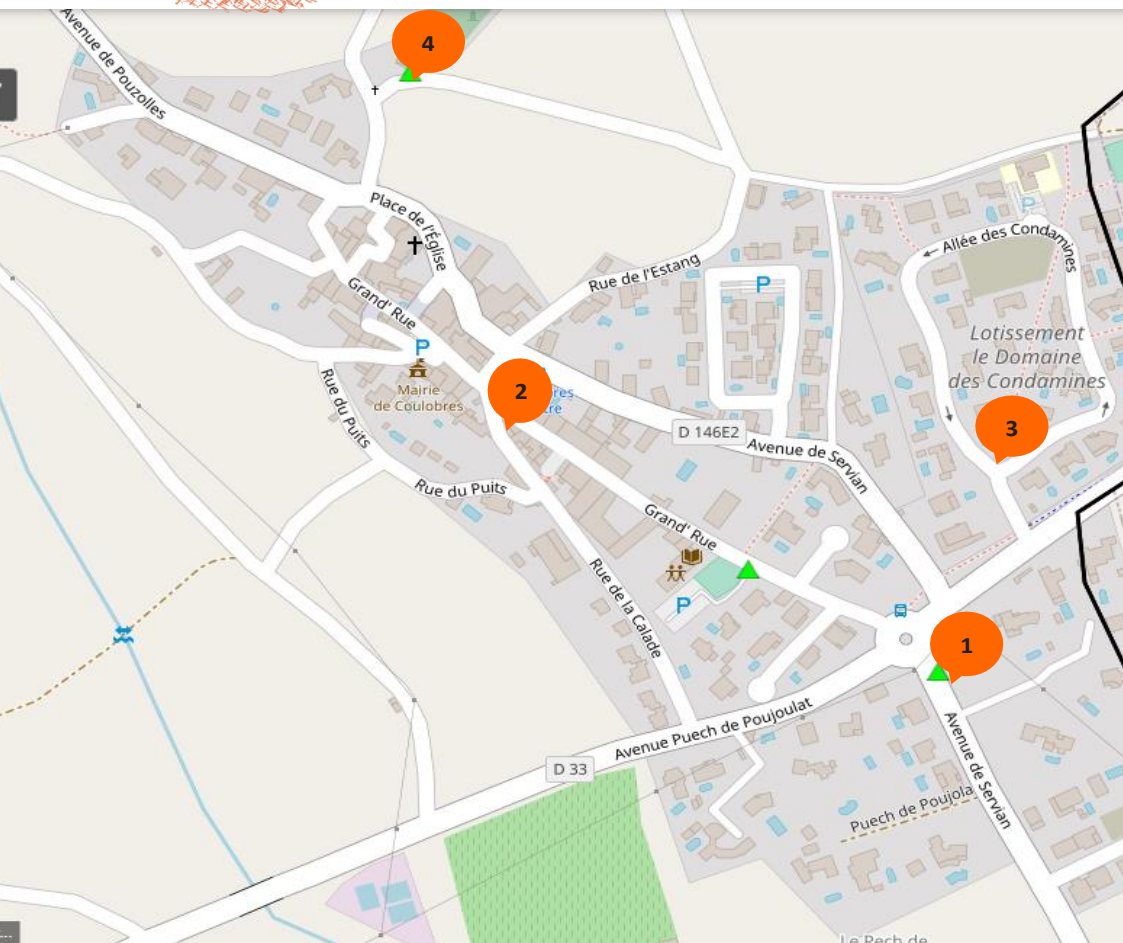 4
Avenue de Pouzolles
Place de l'Église
P
Allée des Condamines
Rue de l'Estang
P
Grand' Rue
Lotissement
le Domaine
des Condamines
P
Mairie
de Coulobres
2
Rue du Puits
3
D 146E2
Avenue de Servian
Rue du Puits
Grand' Rue
Rue de la Calade
P
1
Avenue Puech de Poujoulat
D 33
Avenue de Servian
Puech de Poujola
Le Pech de